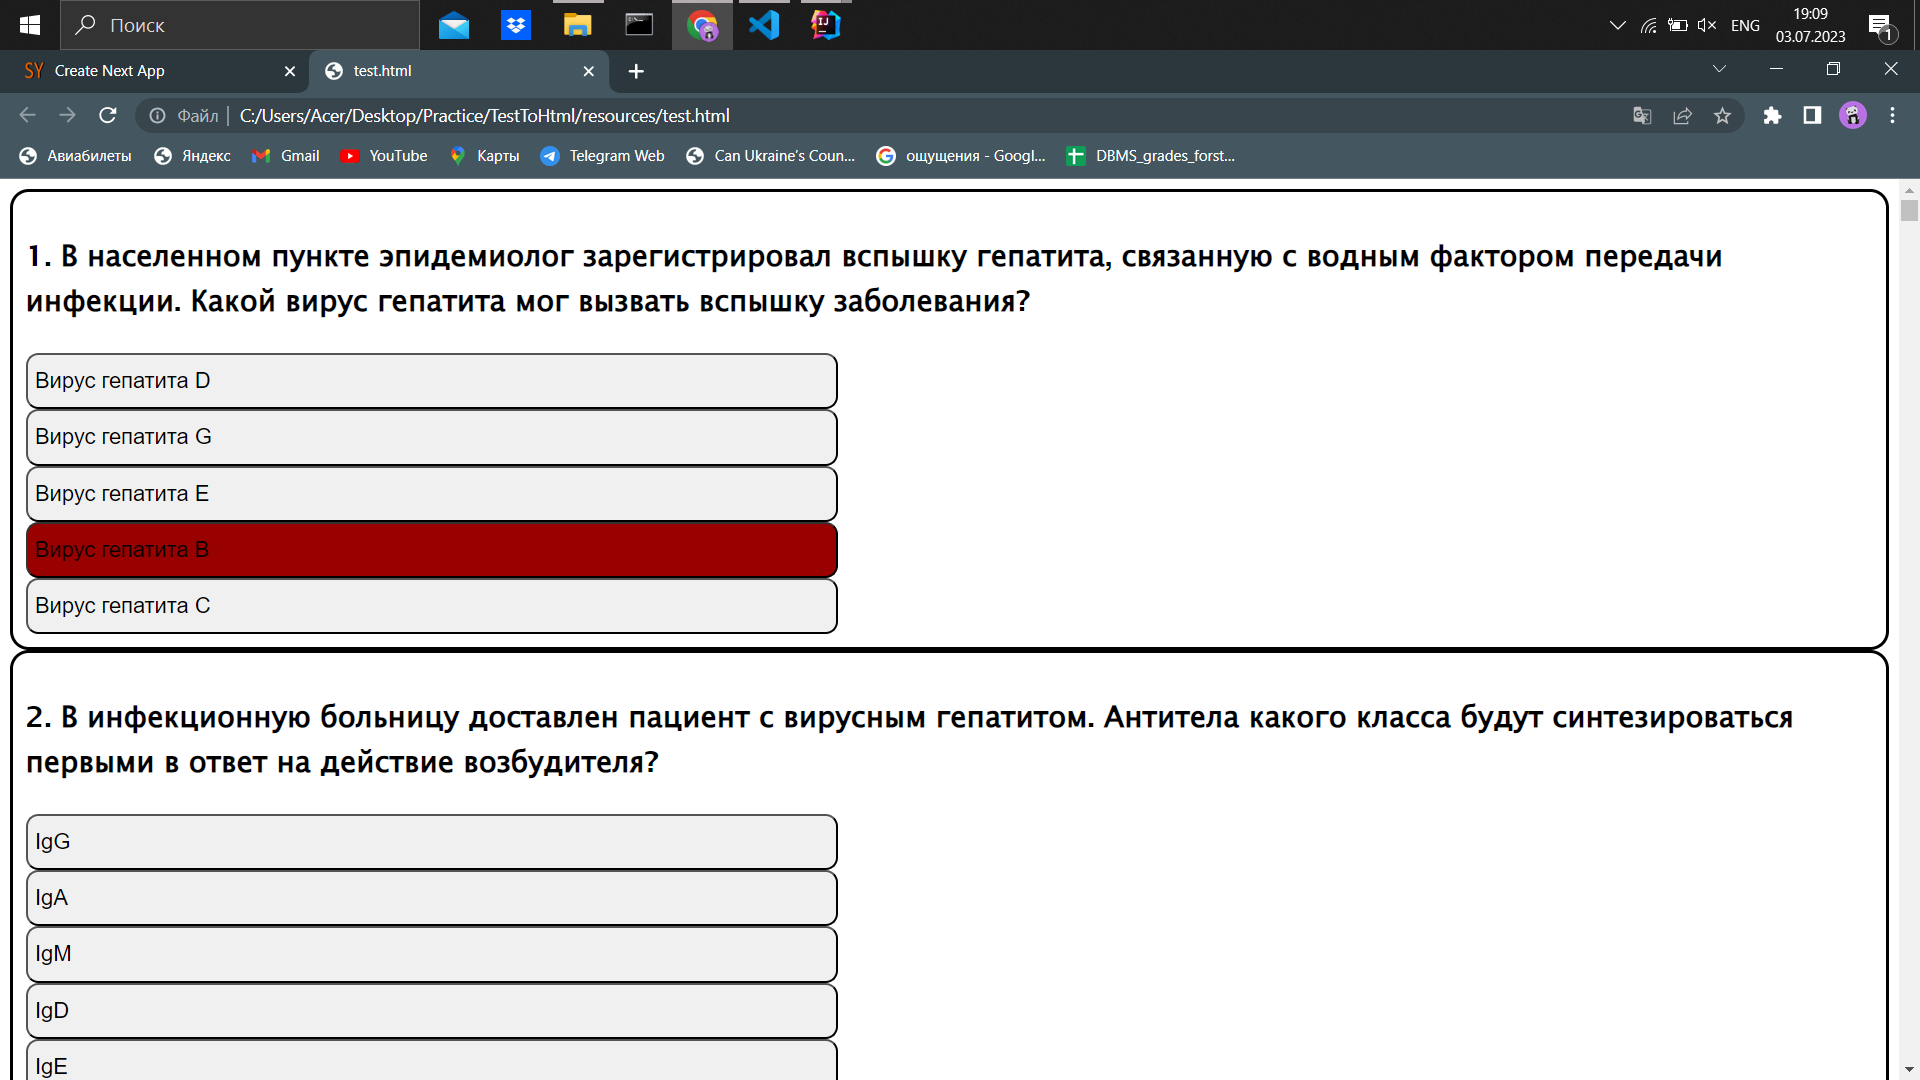 Поиск
ENG
19:09
03.07.2023
1
SY Create Next App
test.html
Файл | C:/Users/Acer/Desktop/Practice/TestToHtml/resources/test.html
Авиабилеты Яндекс Gmail YouTube Карты Telegram Web Can Ukraine's Coun... ощущения - Googl... DBMS_grades_forst...
1. В населенном пункте эпидемиолог зарегистрировал вспышку гепатита, связанную с водным фактором передачи
инфекции. Какой вирус гепатита мог вызвать вспышку заболевания?
Вирус гепатита D
Вирус гепатита G
Вирус гепатита E
Вирус гепатита B
Вирус гепатита C
2. В инфекционную больницу доставлен пациент с вирусным гепатитом. Антитела какого класса будут синтезироваться
первыми в ответ на действие возбудителя?
IgG
IgA
IgM
IgD
IgE